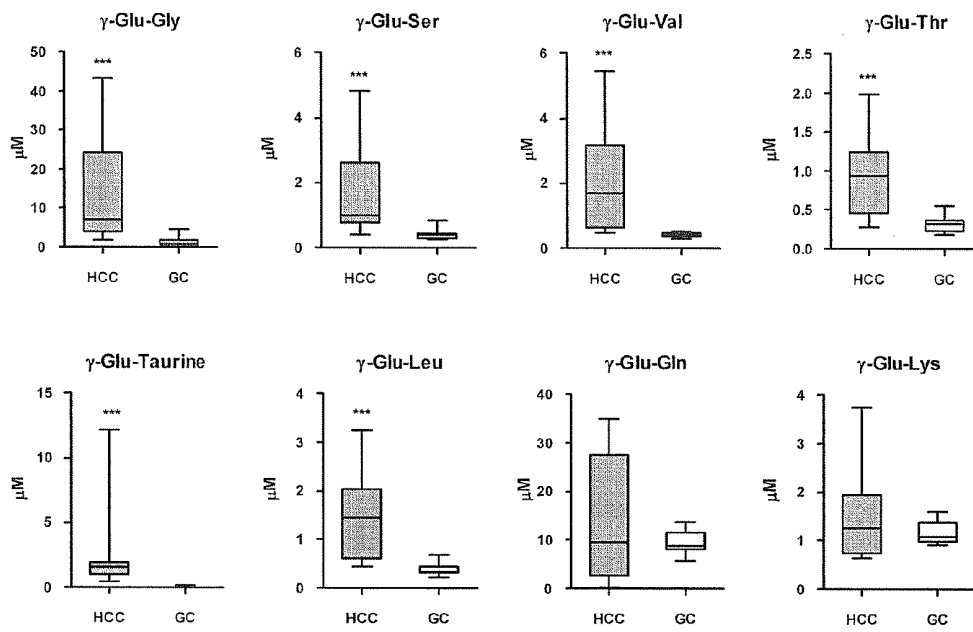 γ-Glu-Gly
γ-Glu-Ser
γ-Glu-Val
γ-Glu-Thr
μM
50
40
30
20
10
0
***
HCC
GC
μM
6
4
2
0
***
HCC
GC
μM
6
4
2
0
***
HCC
GC
μM
2.5
2.0
1.5
1.0
0.5
0.0
***
HCC
GC
γ-Glu-Taurine
γ-Glu-Leu
γ-Glu-Gln
γ-Glu-Lys
μM
15
10
5
0
***
HCC
GC
μM
4
3
2
1
0
***
HCC
GC
μM
40
30
20
10
0
HCC
GC
μM
4
3
2
1
0
HCC
GC